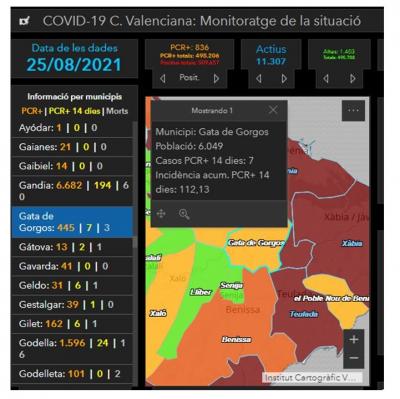 COVID-19 C. Valenciana: Monitoratge de la situació
Data de les dades
25/08/2021
PCR+: 836
PCR+ totals: 498.206
Positius totals: 509.657
Posit.
Actius
11.307
Altes: 1.403
Totals: 495.788
Informació per municipis
PCR+ | PCR+ 14 dies | Morts
Ayódar: 1 | 0 | 0
Gaianes: 21 | 0 | 0
Gaibiel: 14 | 0 | 0
Gandia: 6.682 | 194 | 6
0
Gata de
Gorgos: 445 | 7 | 3
Gátova: 13 | 2 | 1
Gavarda: 41 | 0 | 0
Geldo: 31 | 6 | 1
Gestalgar: 39 | 1 | 0
Gilet: 162 | 6 | 1
Godella: 1.596 | 24 | 1
6
Godelleta: 101 | 0 | 2
Mostrando 1
Municipi: Gata de Gorgos
Població: 6.049
Casos PCR+ 14 dies: 7
Incidència acum. PCR+ 14
dies: 112,13
Xàbia / Jáv
Xàbia
Gata de Gorgos
Xaló
Senija
Senija
Llíber
Teulada
el Poble Nou de Beni
Teulada
Xaló
Benissa
Benissa
Institut Cartogràfic V...